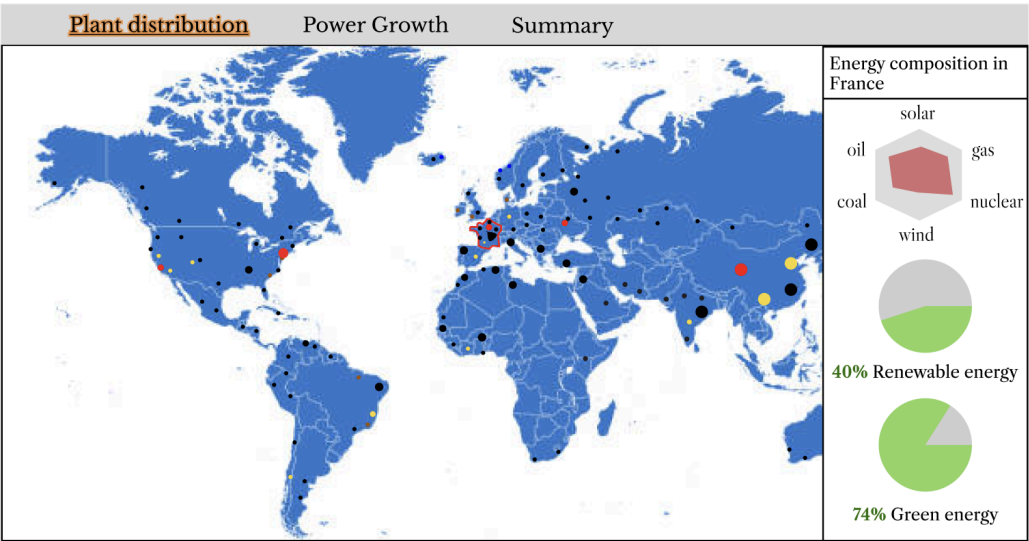 Plant distribution
Power Growth
Summary
Energy composition in
France
solar
oil
gas
coal
nuclear
wind
40% Renewable energy
74% Green energy